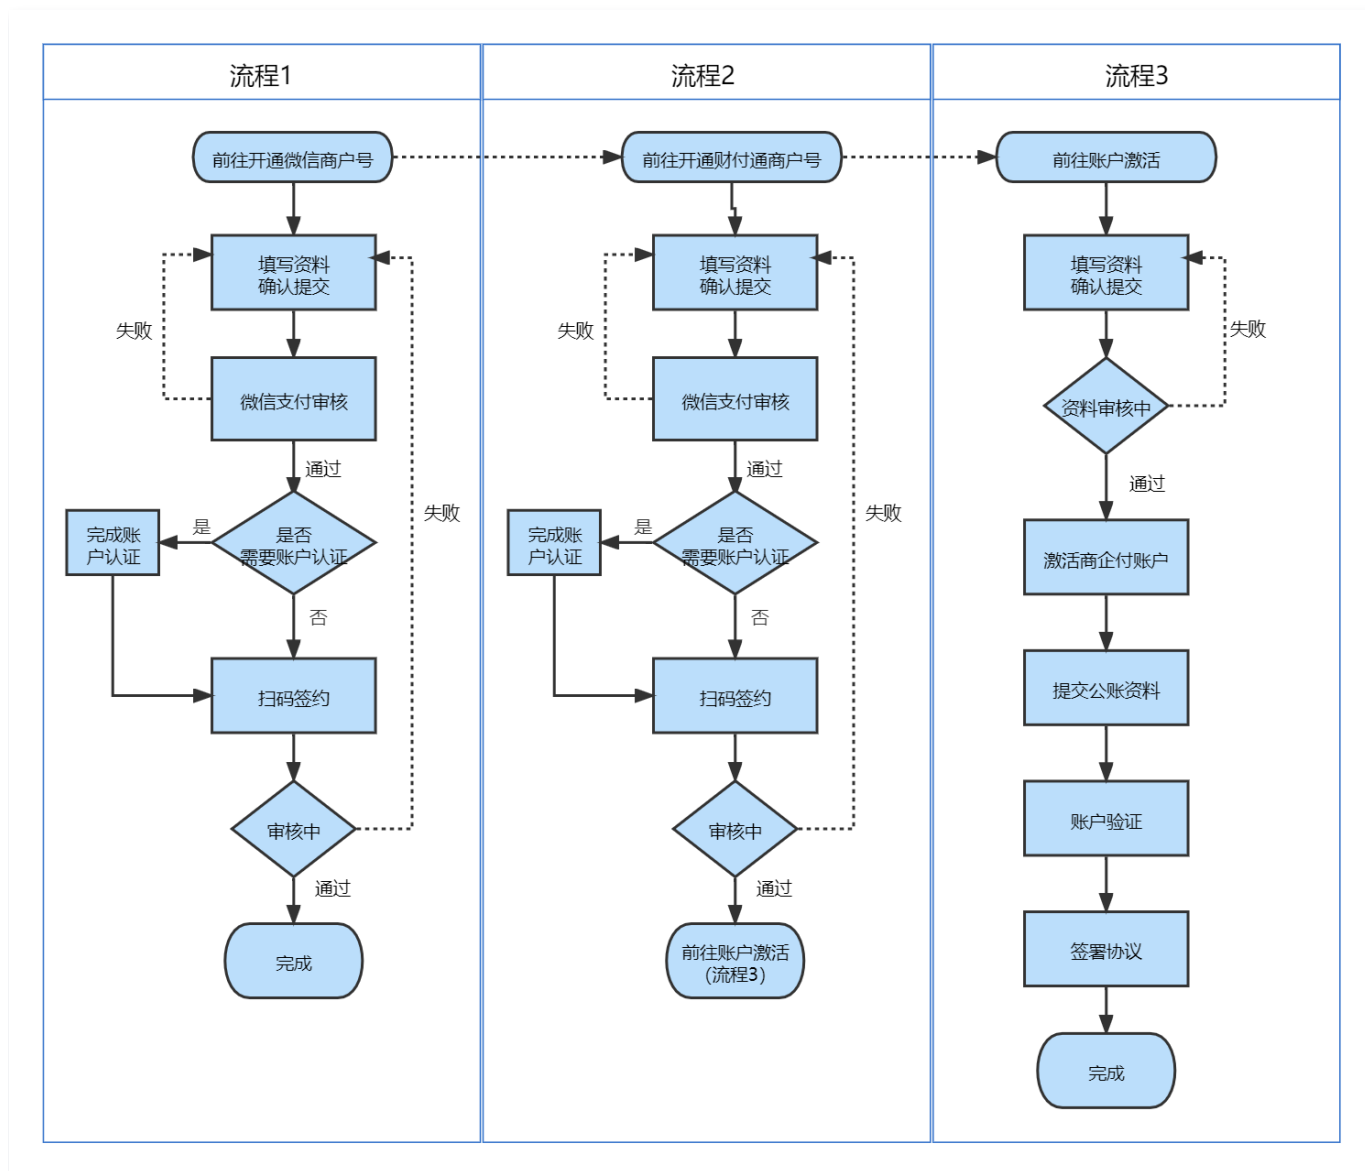 流程1
前往开通微信商户号
填写资料
确认提交
失败
微信支付审核
通过
是否
需要账户认证
是
完成账
户认证
否
失败
扫码签约
审核中
通过
完成
流程2
前往开通财付通商户号
填写资料
确认提交
失败
微信支付审核
通过
是否
需要账户认证
是
完成账
户认证
否
失败
扫码签约
审核中
通过
前往账户激活
（流程3）
流程3
前往账户激活
填写资料
确认提交
失败
资料审核中
通过
激活商企付账户
提交公账资料
账户验证
签署协议
完成